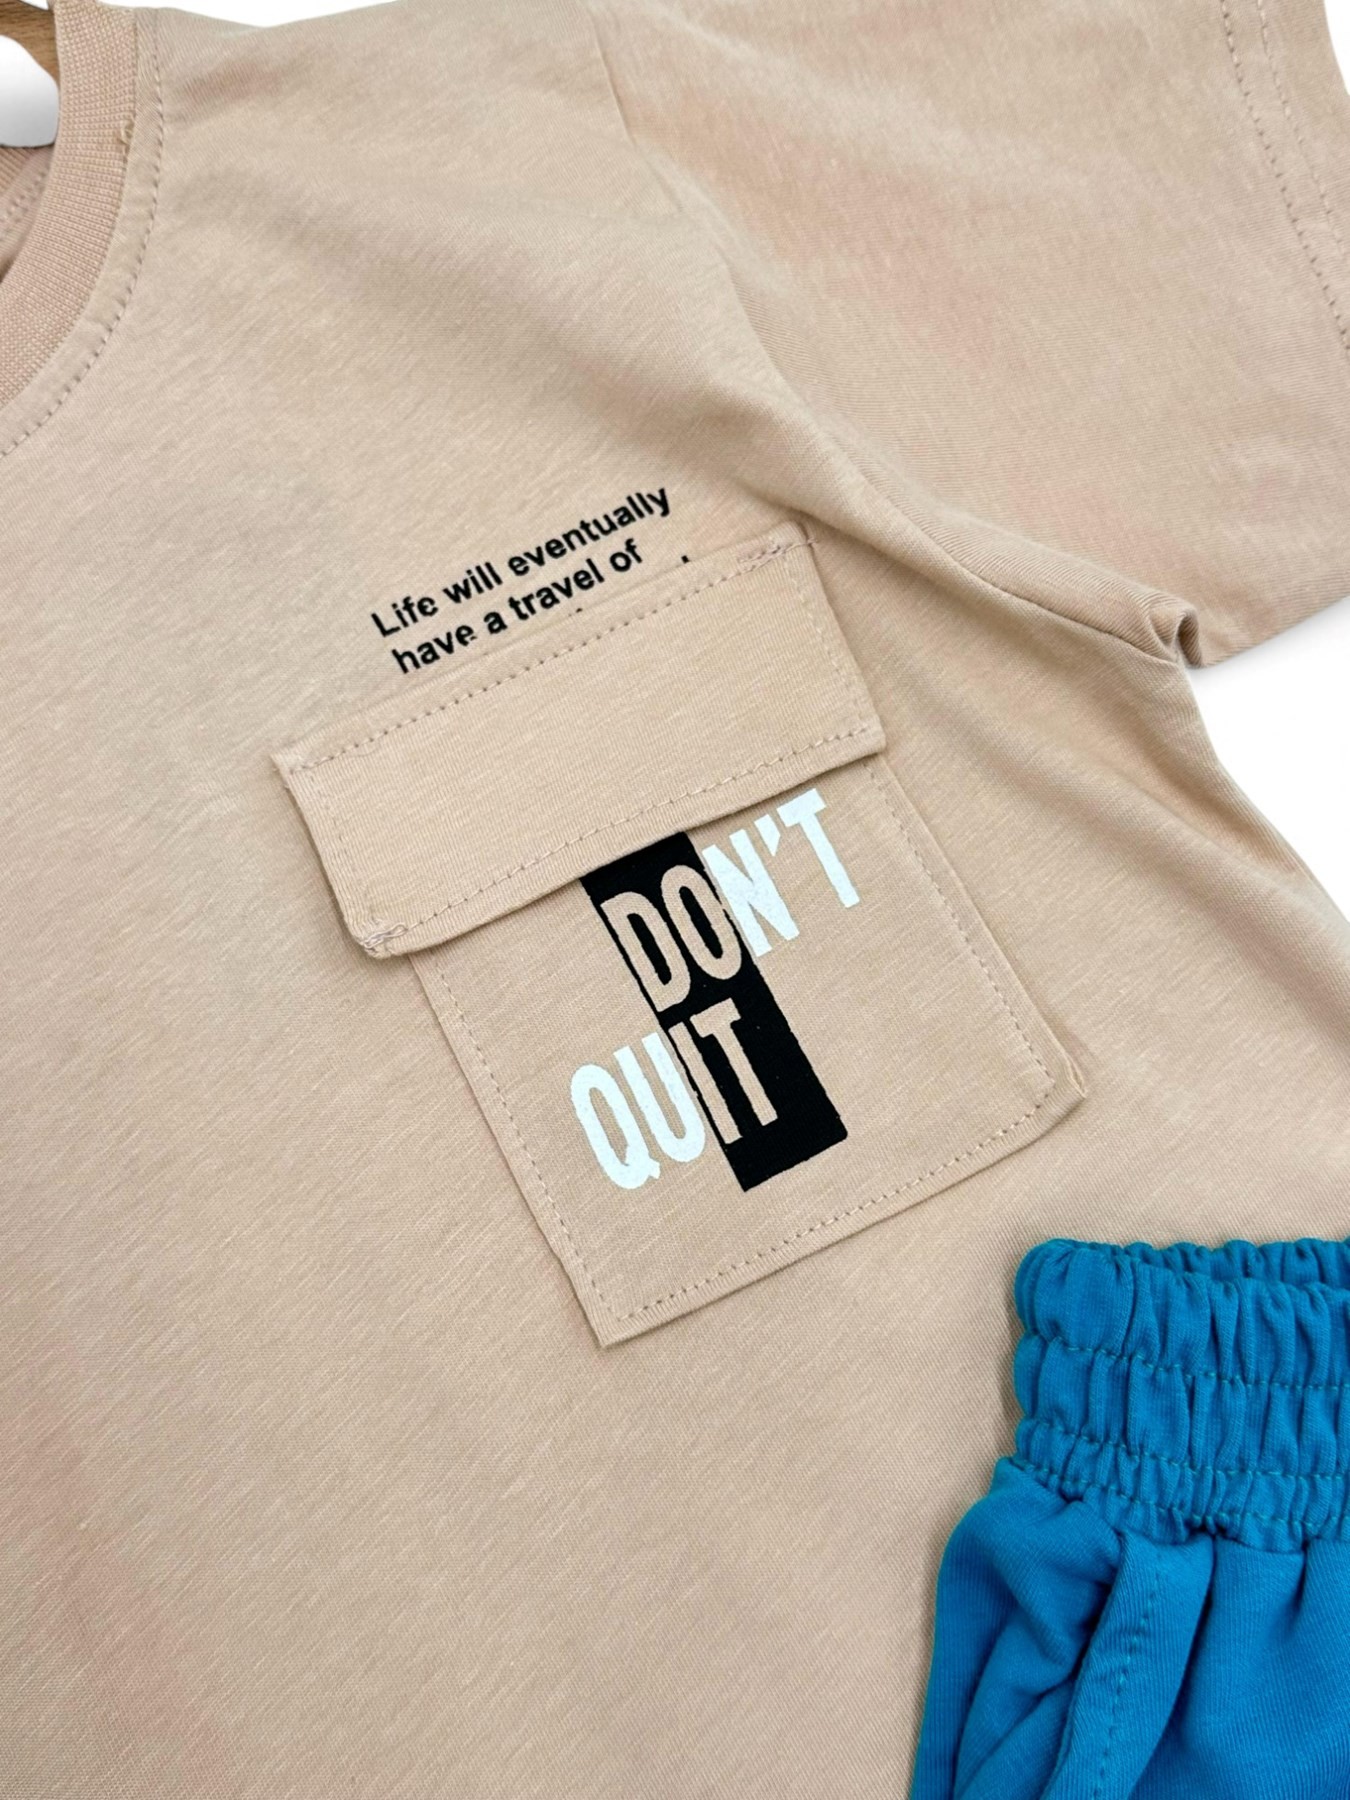 Life will eventually
have a travel of
DON'T
QUIT